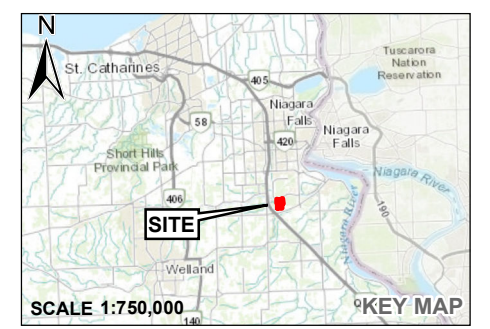 N
St. Catharines
405
Tuscarora
Nation
Reservation
Niagara
Falls
58
420
Niagara
Falls
Short Hills
Provincial Park
Niagara River
406
190
SITE
Niagara River
Welland
SCALE 1:750,000
140
KEY MAP